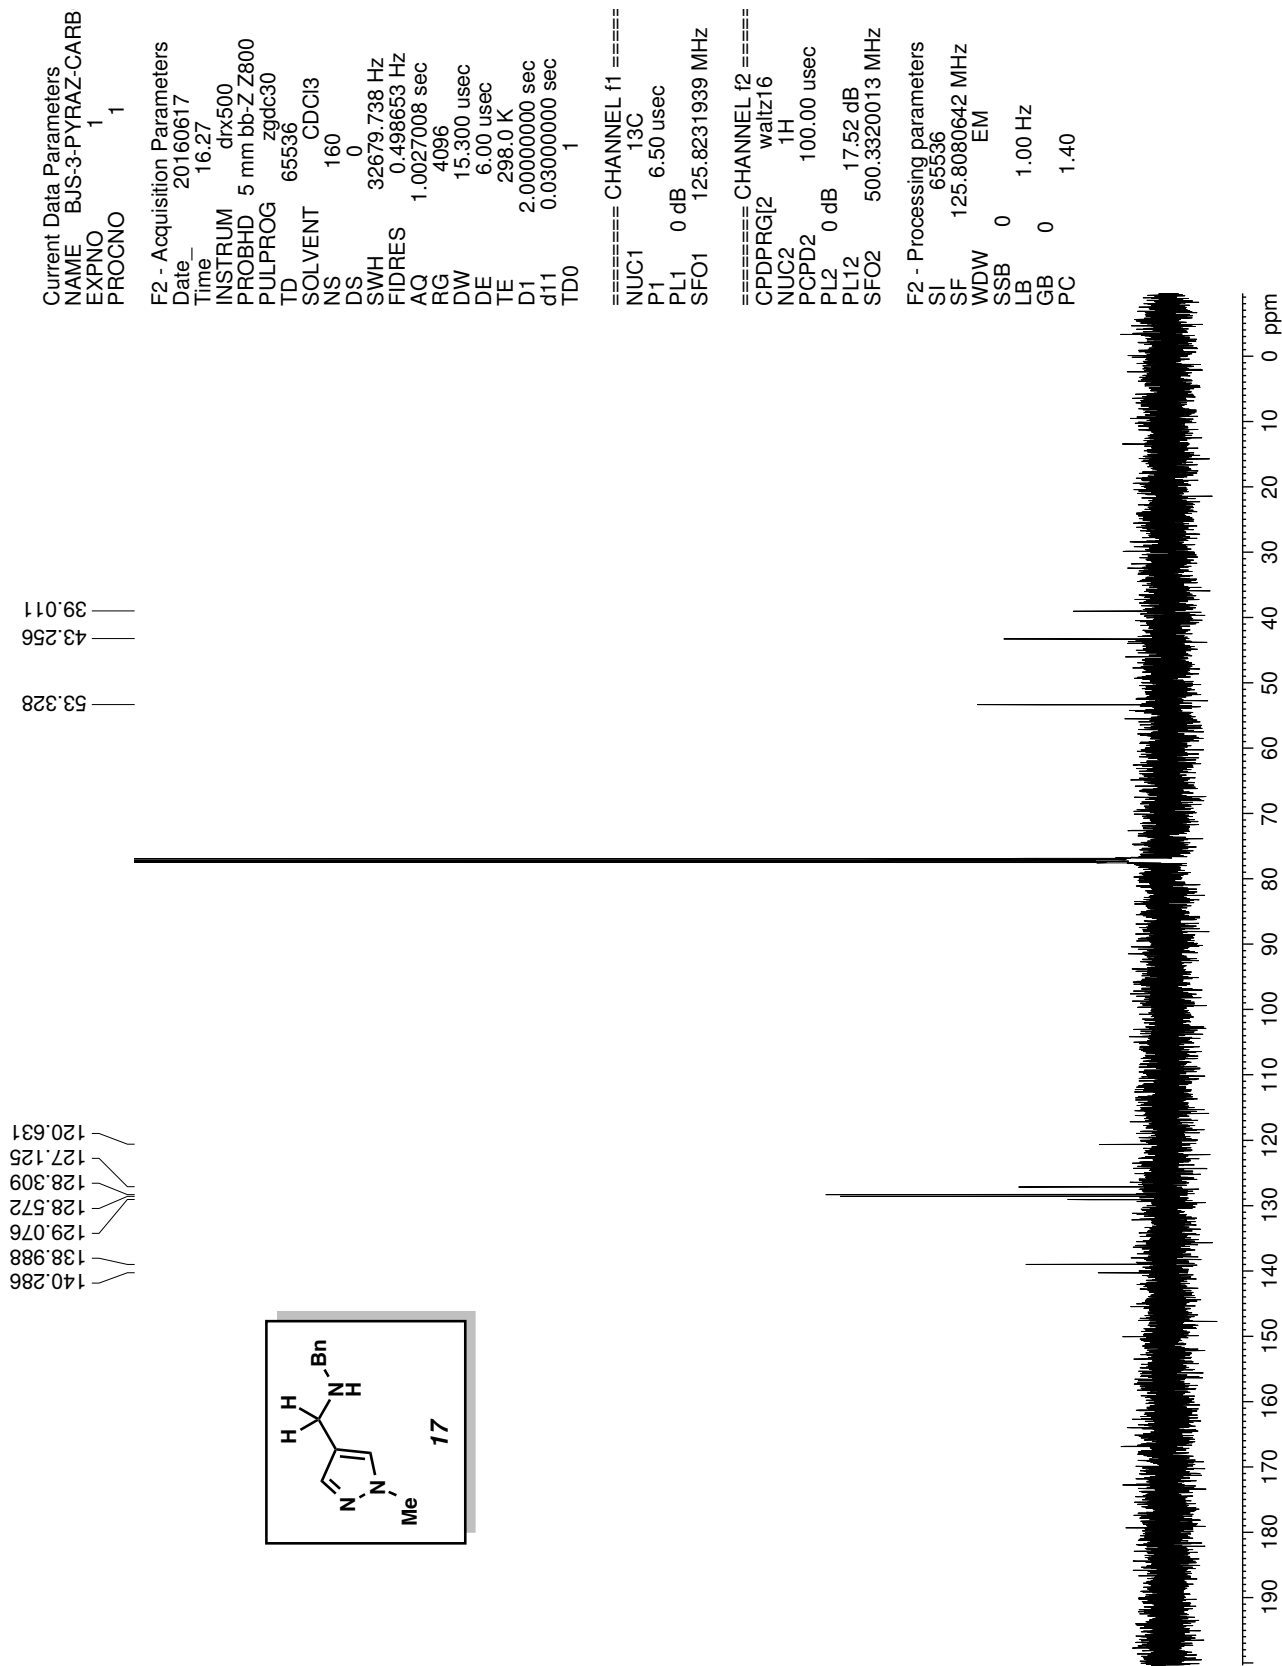 Current Data Parameters
NAME BJS-3-PYRAZ-CARB
EXPNO 1
PROCNO 1
F2 - Acquisition Parameters
Date_ 20160617
Time 16.27
INSTRUM drx500
PROBHD 5 mm bb-Z Z800
PULPROG zgdc30
TD 65536
SOLVENT CDCl3
NS 160
DS 0
SWH 32679.738 Hz
FIDRES 0.498653 Hz
AQ 1.0027008 sec
RG 4096
DW 15.300 usec
DE 6.00 usec
TE 298.0 K
D1 2.00000000 sec
d11 0.03000000 sec
TD0 1
======== CHANNEL f1 ========
NUC1 13C
P1 6.50 usec
PL1 0 dB
SFO1 125.8231939 MHz
======== CHANNEL f2 ========
CPDPRG[2 waltz16
NUC2 1H
PCPD2 100.00 usec
PL2 0 dB
PL12 17.52 dB
SFO2 500.3320013 MHz
F2 - Processing parameters
SI 65536
SF 125.8080642 MHz
WDW EM
SSB 0
LB 1.00 Hz
GB 0
PC 1.40
140.286
138.988
129.076
128.572
128.309
127.125
120.631
53.328
43.256
39.011
H H
N Bn
H
N
N
Me
17
190 180 170 160 150 140 130 120 110 100 90 80 70 60 50 40 30 20 10 0 ppm